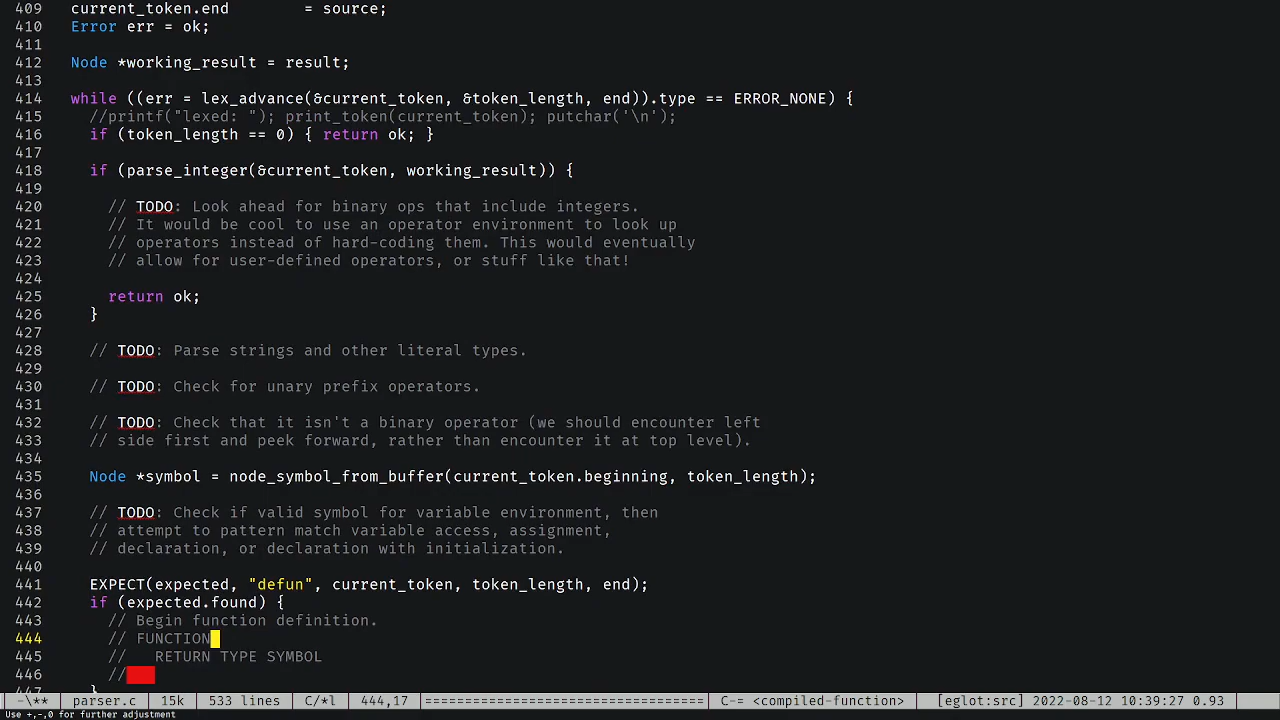 409 current_token.end = source;
410 Error err = ok;
411
412 Node *working_result = result;
413
414 while ((err = lex_advance(&current_token, &token_length, end)).type == ERROR_NONE) {
415 //printf("lexed: "); print_token(current_token); putchar('\n');
416 if (token_length == 0) { return ok; }
417
418 if (parse_integer(&current_token, working_result)) {
419
420 // TODO: Look ahead for binary ops that include integers.
421 // It would be cool to use an operator environment to look up
422 // operators instead of hard-coding them. This would eventually
423 // allow for user-defined operators, or stuff like that!
424
425 return ok;
426 }
427
428 // TODO: Parse strings and other literal types.
429
430 // TODO: Check for unary prefix operators.
431
432 // TODO: Check that it isn't a binary operator (we should encounter left
433 // side first and peek forward, rather than encounter it at top level).
434
435 Node *symbol = node_symbol_from_buffer(current_token.beginning, token_length);
436
437 // TODO: Check if valid symbol for variable environment, then
438 // attempt to pattern match variable access, assignment,
439 // declaration, or declaration with initialization.
440
441 EXPECT(expected, "defun", current_token, token_length, end);
442 if (expected.found) {
443 // Begin function definition.
444 // FUNCTION
445 // RETURN TYPE SYMBOL
446 //
447 }
-\** parser.c 15k 533 lines C/*l 444,17 =============================== C-= <compiled-function> [eglot:src] 2022-08-12 10:39:27 0.93
Use +,-,0 for further adjustment